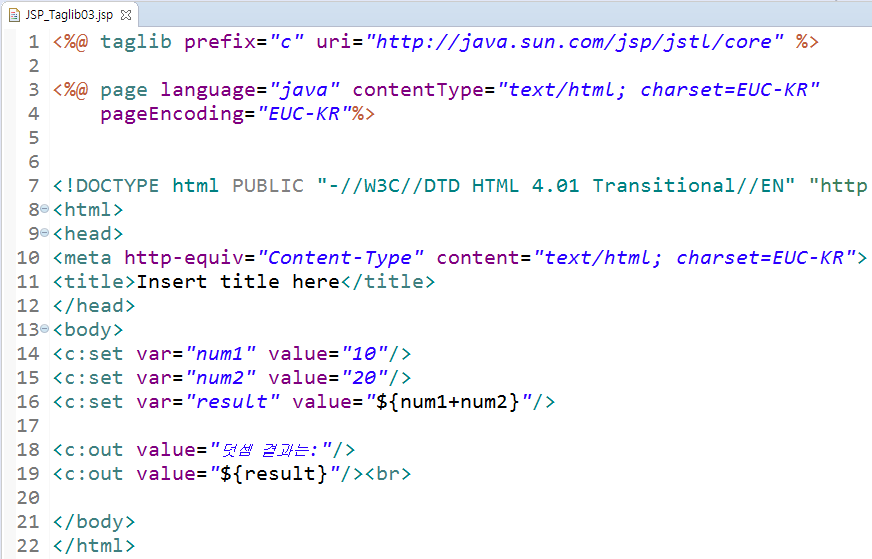 JSP_Taglib03.jsp
1 <%@ taglib prefix="c" uri="http://java.sun.com/jsp/jstl/core" %>
2
3 <%@ page language="java" contentType="text/html; charset=EUC-KR"
4     pageEncoding="EUC-KR"%>
5
6
7 <!DOCTYPE html PUBLIC "-//W3C//DTD HTML 4.01 Transitional//EN" "http
8 <html>
9 <head>
10 <meta http-equiv="Content-Type" content="text/html; charset=EUC-KR">
11 <title>Insert title here</title>
12 </head>
13 <body>
14 <c:set var="num1" value="10"/>
15 <c:set var="num2" value="20"/>
16 <c:set var="result" value="${num1+num2}"/>
17
18 <c:out value="덧셈 결과는:"/>
19 <c:out value="${result}"/><br>
20
21 </body>
22 </html>